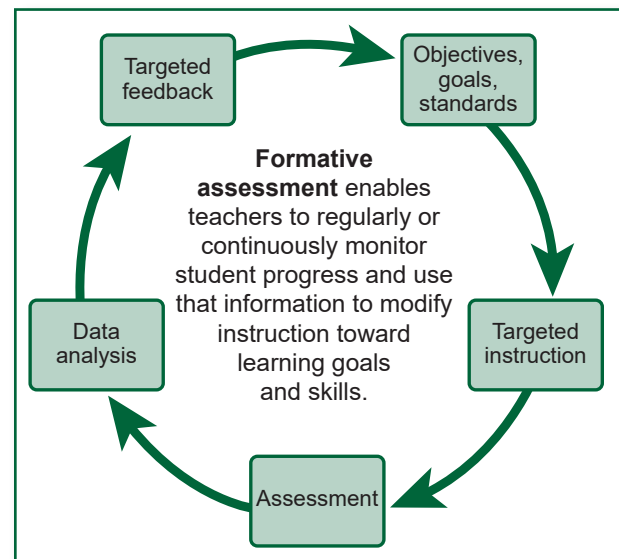 Targeted
feedback
Objectives,
goals,
standards
Targeted
instruction
Assessment
Data
analysis
Formative
assessment enables
teachers to regularly or
continuously monitor
student progress and use
that information to modify
instruction toward
learning goals
and skills.